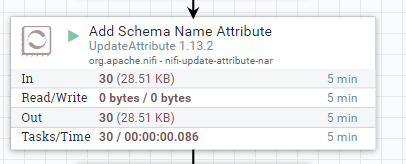 Add Schema Name Attribute
UpdateAttribute 1.13.2
org.apache.nifi - nifi-update-attribute-nar
In 30 (28.51 KB) 5 min
Read/Write 0 bytes / 0 bytes 5 min
Out 30 (28.51 KB) 5 min
Tasks/Time 30 / 00:00:00.086 5 min